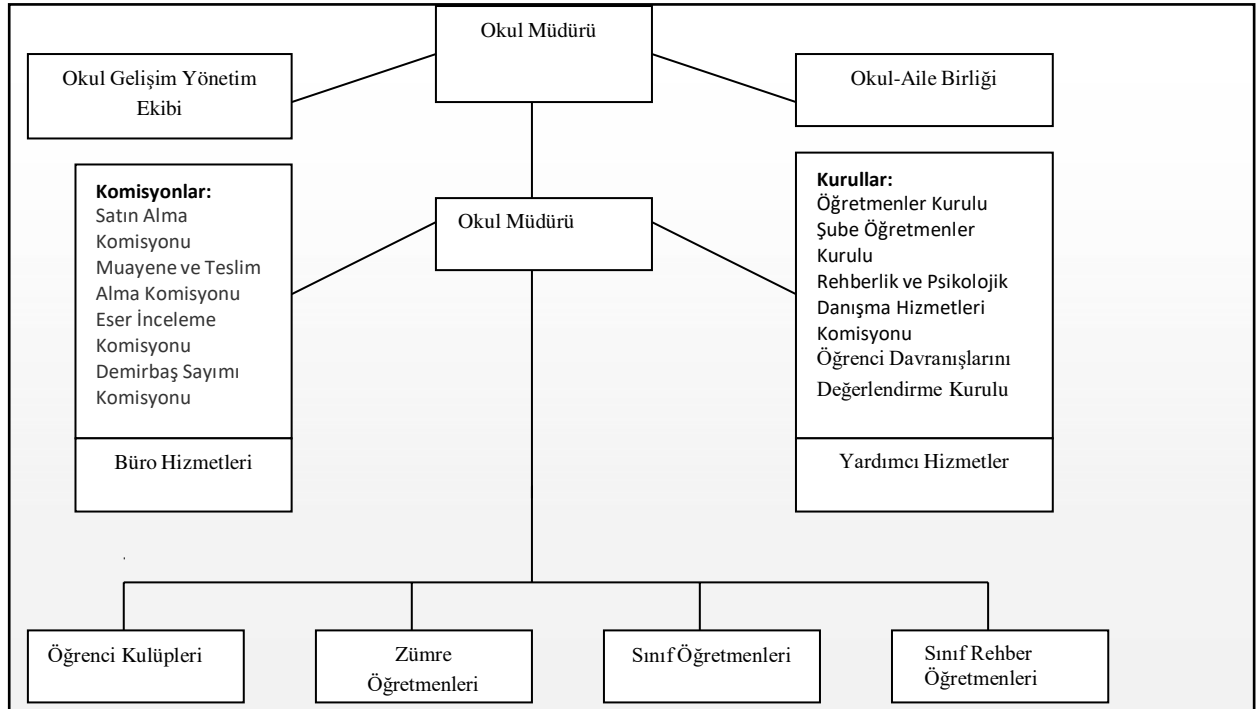 Okul Müdürü
Okul Gelişim Yönetim
Ekibi
Okul-Aile Birliği
Komisyonlar:
Satın Alma
Komisyonu
Muayene ve Teslim
Alma Komisyonu
Eser İnceleme
Komisyonu
Demirbaş Sayımı
Komisyonu
Büro Hizmetleri
Okul Müdürü
Kurullar:
Öğretmenler Kurulu
Şube Öğretmenler
Kurulu
Rehberlik ve Psikolojik
Danışma Hizmetleri
Komisyonu
Öğrenci Davranışlarını
Değerlendirme Kurulu
Yardımcı Hizmetler
Öğrenci Kulüpleri
Zümre
Öğretmenleri
Sınıf Öğretmenleri
Sınıf Rehber
Öğretmenleri